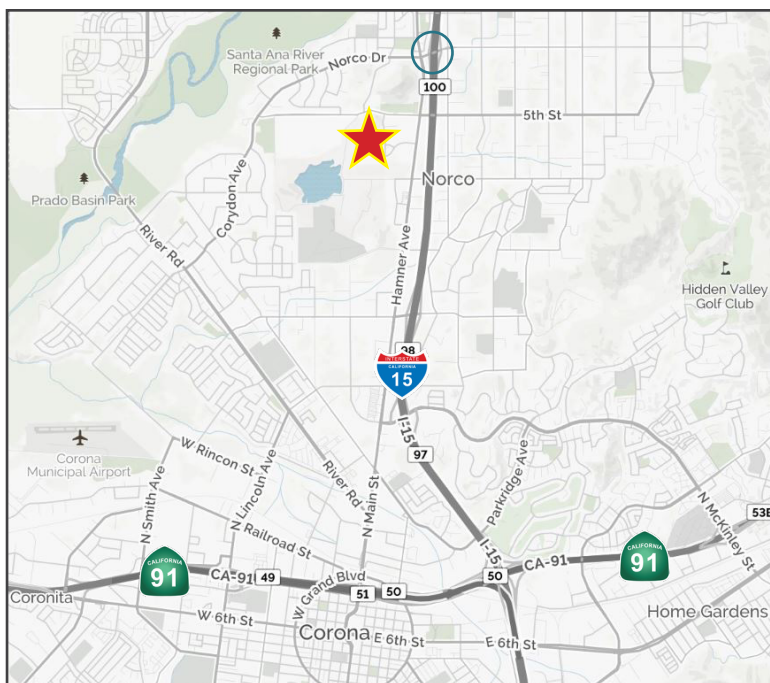 Santa Ana River
Regional Park
Norco Dr
100
5th St
Norco
Prado Basin Park
Corydon Ave
River Rd
Hamner Ave
Hidden Valley
Golf Club
98
INTERSTATE
CALIFORNIA
15
I-15
97
Corona
Municipal Airport
W Rincon St
N Smith Ave
N Lincoln Ave
River Rd
N Main St
Parkridge Ave
N McKinley St
53B
N Railroad St
I-15
CALIFORNIA
91
CA-91
49
W Grand Blvd
51
50
50
CA-91
CALIFORNIA
91
Coronita
W 6th St
Corona
E 6th St
E 6th St
Home Gardens